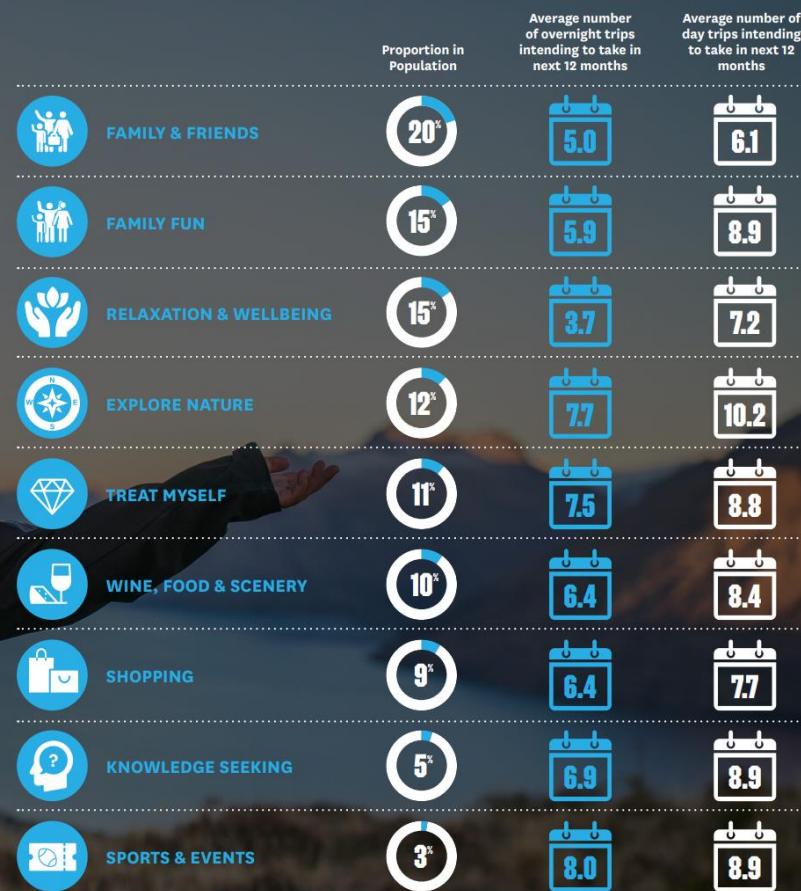 Proportion in
Population
Average number
of overnight trips
intending to take in
next 12 months
Average number of
day trips intending
to take in next 12
months
FAMILY & FRIENDS
20%
5.0
6.1
FAMILY FUN
15%
5.9
8.9
RELAXATION & WELLBEING
15%
3.7
7.2
N
W E
S
EXPLORE NATURE
12%
7.7
10.2
TREAT MYSELF
11%
7.5
8.8
WINE, FOOD & SCENERY
10%
6.4
8.4
SHOPPING
9%
6.4
7.7
?
KNOWLEDGE SEEKING
5%
6.9
8.9
SPORTS & EVENTS
3%
8.0
8.9